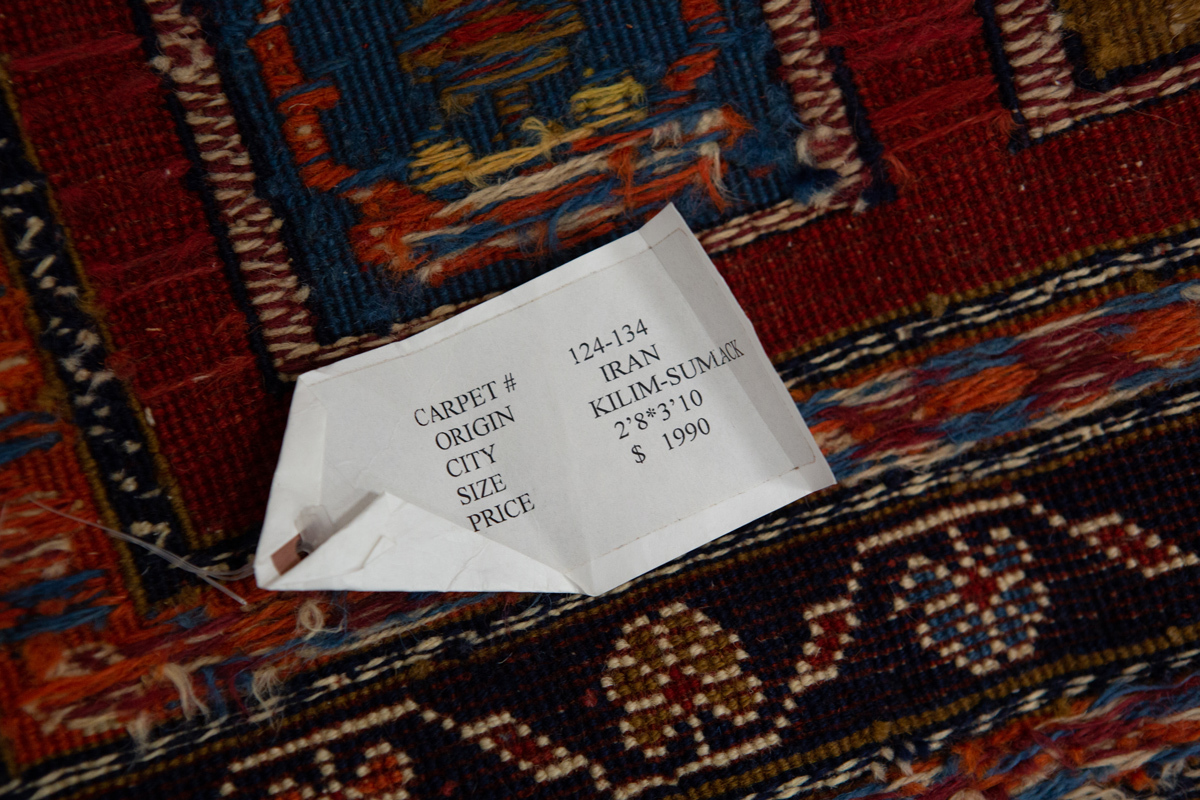 CARPET # 124-134
ORIGIN IRAN
CITY KILIM-SUMACK
SIZE 2'8*3'10
PRICE $ 1990